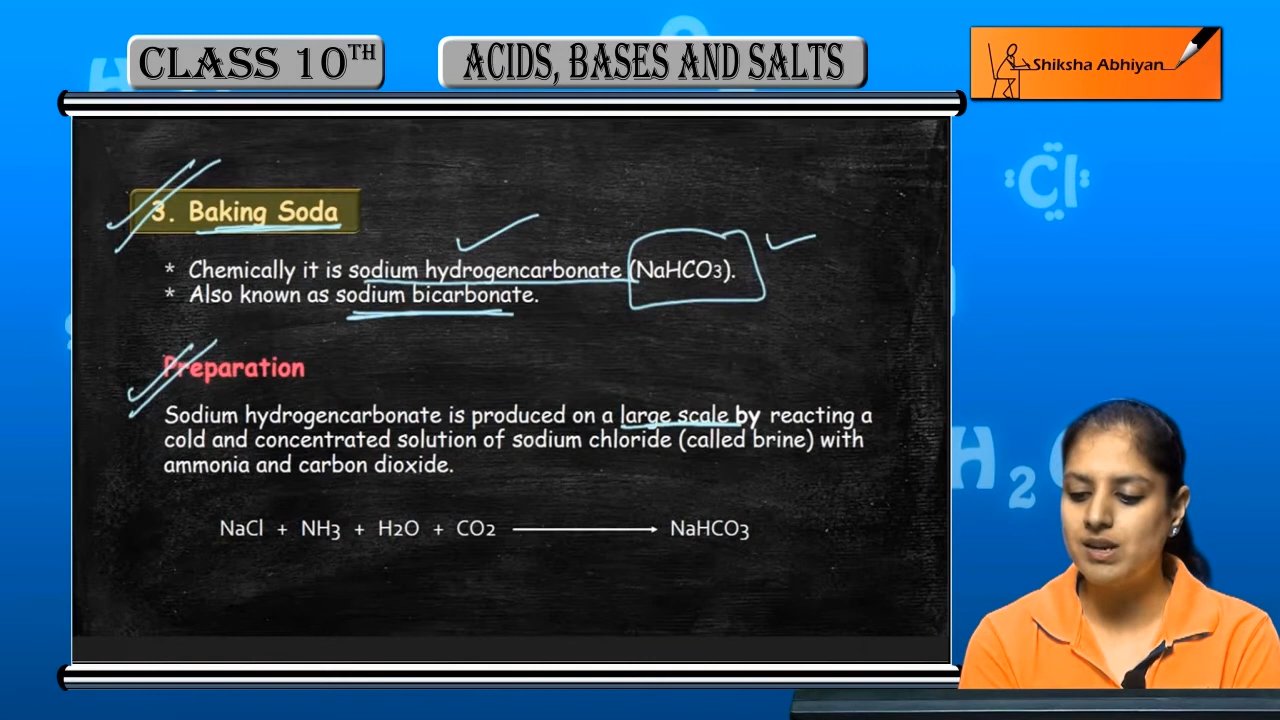 CLASS 10TH
ACIDS, BASES AND SALTS
Shiksha Abhiyan
3. Baking Soda
* Chemically it is sodium hydrogencarbonate (NaHCO3).
* Also known as sodium bicarbonate.
Preparation
Sodium hydrogencarbonate is produced on a large scale by reacting a
cold and concentrated solution of sodium chloride (called brine) with
ammonia and carbon dioxide.
NaCl + NH3 + H2O + CO2 ⟶ NaHCO3
Cl
H2